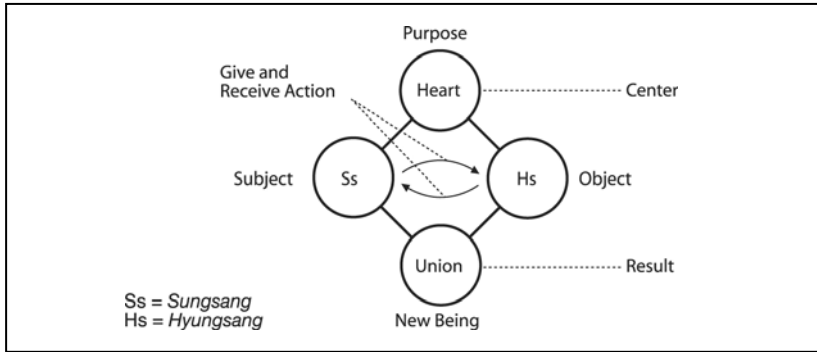 Purpose
Give and
Receive Action
Heart
Center
Subject
Ss
Hs
Object
Union
Result
Ss = Sungsang
Hs = Hyungsang
New Being